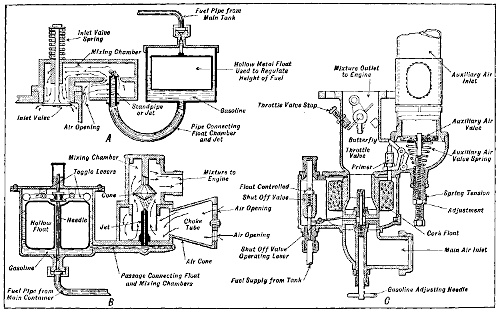 Fuel Pipe from
Main Tank
Inlet Valve
Spring
Mixing Chamber
Hollow Metal Float
Used to Regulate
Height of Fuel
Gasoline
Standpipe
or Jet
Inlet Valve
Air Opening
A
Pipe Connecting
Float Chamber
and Jet
Mixing Chamber
Toggle Levers
Cone
Mixture to
Engine
Hollow
Float
Needle
Jet
Choke
Tube
Air Opening
Air Opening
Air Cone
Gasoline
Passage Connecting Float
and Mixing Chambers
Fuel Pipe from
Main Container
B
Mixture Outlet
to Engine
Auxiliary Air
Inlet
Throttle Valve Stop
Butterfly
Throttle
Valve
Primer
Auxiliary Air
Valve
Auxiliary Air
Valve Spring
Float Controlled
Shut Off Valve
Spring Tension
Adjustment
Shut Off Valve
Operating Lever
Cork Float
Main Air Inlet
Fuel Supply from Tank
C
Gasoline Adjusting Needle